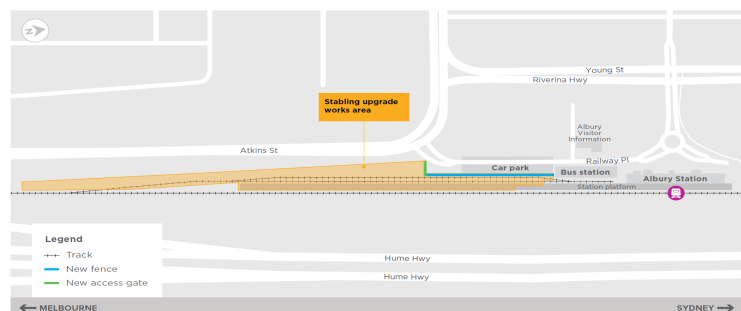 Z
Young St
Riverina Hwy
Stabling upgrade
works area
Albury
Visitor
Information
Atkins St
Railway Pl
Car park
Bus station
Albury Station
Station platform
Legend
Track
New fence
New access gate
Hume Hwy
Hume Hwy
MELBOURNE
SYDNEY